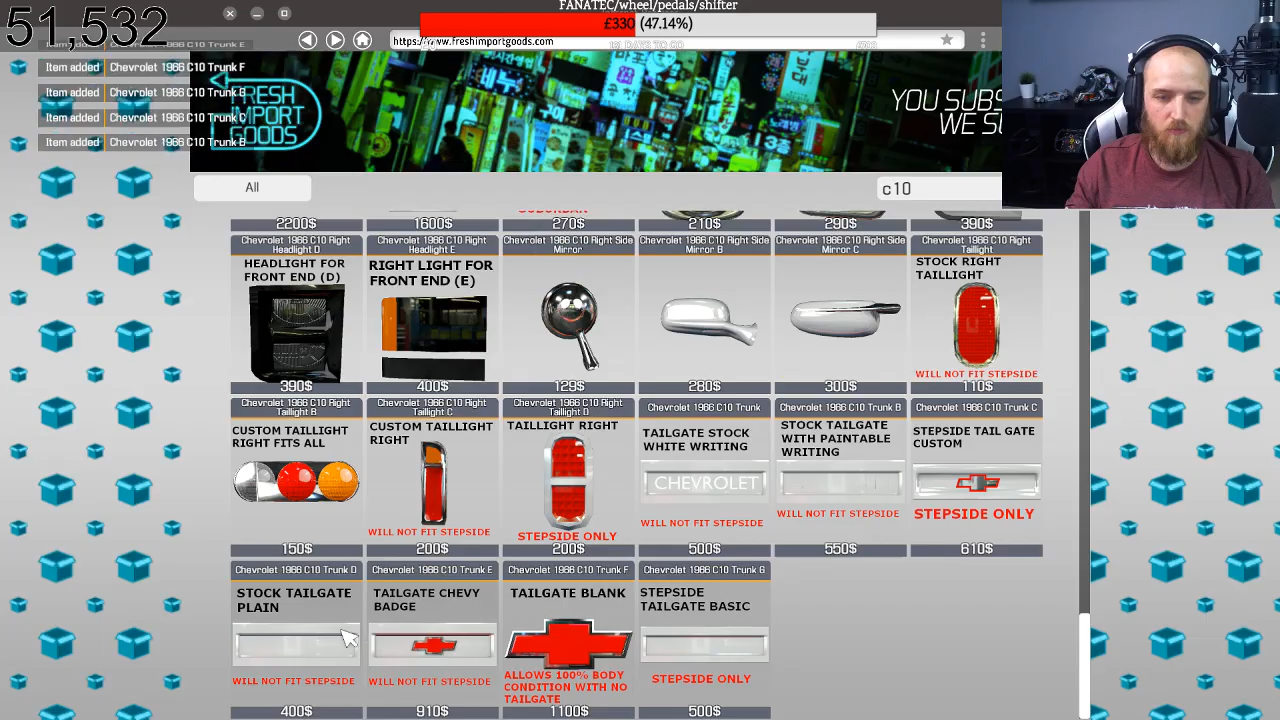 51,532
FANATEC/wheel/pedals/shifter
£330 (47.14%)
https://www.freshimportgoods.com
Item added Chevrolet 1966 C10 Trunk E
Item added Chevrolet 1966 C10 Trunk F
Item added Chevrolet 1966 C10 Trunk G
Item added Chevrolet 1966 C10 Trunk C
Item added Chevrolet 1966 C10 Trunk B
FRESH
IMPORT
GOODS
YOU SUBS
WE SU
All
c10
SUBURBAN
2200$ 1600$ 270$ 210$ 290$ 390$
Chevrolet 1966 C10 Right
Headlight D
HEADLIGHT FOR
FRONT END (D)
390$
Chevrolet 1966 C10 Right
Headlight E
RIGHT LIGHT FOR
FRONT END (E)
400$
Chevrolet 1966 C10 Right Side
Mirror
129$
Chevrolet 1966 C10 Right Side
Mirror B
280$
Chevrolet 1966 C10 Right Side
Mirror C
300$
Chevrolet 1966 C10 Right
Taillight
STOCK RIGHT
TAILLIGHT
WILL NOT FIT STEPSIDE
110$
Chevrolet 1966 C10 Right
Taillight B
CUSTOM TAILLIGHT
RIGHT FITS ALL
150$
Chevrolet 1966 C10 Right
Taillight C
CUSTOM TAILLIGHT
RIGHT
WILL NOT FIT STEPSIDE
200$
Chevrolet 1966 C10 Right
Taillight D
TAILLIGHT RIGHT
STEPSIDE ONLY
200$
Chevrolet 1966 C10 Trunk
TAILGATE STOCK
WHITE WRITING
CHEVROLET
WILL NOT FIT STEPSIDE
500$
Chevrolet 1966 C10 Trunk B
STOCK TAILGATE
WITH PAINTABLE
WRITING
WILL NOT FIT STEPSIDE
550$
Chevrolet 1966 C10 Trunk C
STEPSIDE TAIL GATE
CUSTOM
STEPSIDE ONLY
610$
Chevrolet 1966 C10 Trunk D
STOCK TAILGATE
PLAIN
WILL NOT FIT STEPSIDE
400$
Chevrolet 1966 C10 Trunk E
TAILGATE CHEVY
BADGE
WILL NOT FIT STEPSIDE
910$
Chevrolet 1966 C10 Trunk F
TAILGATE BLANK
ALLOWS 100% BODY
CONDITION WITH NO
TAILGATE
1100$
Chevrolet 1966 C10 Trunk G
STEPSIDE
TAILGATE BASIC
STEPSIDE ONLY
500$